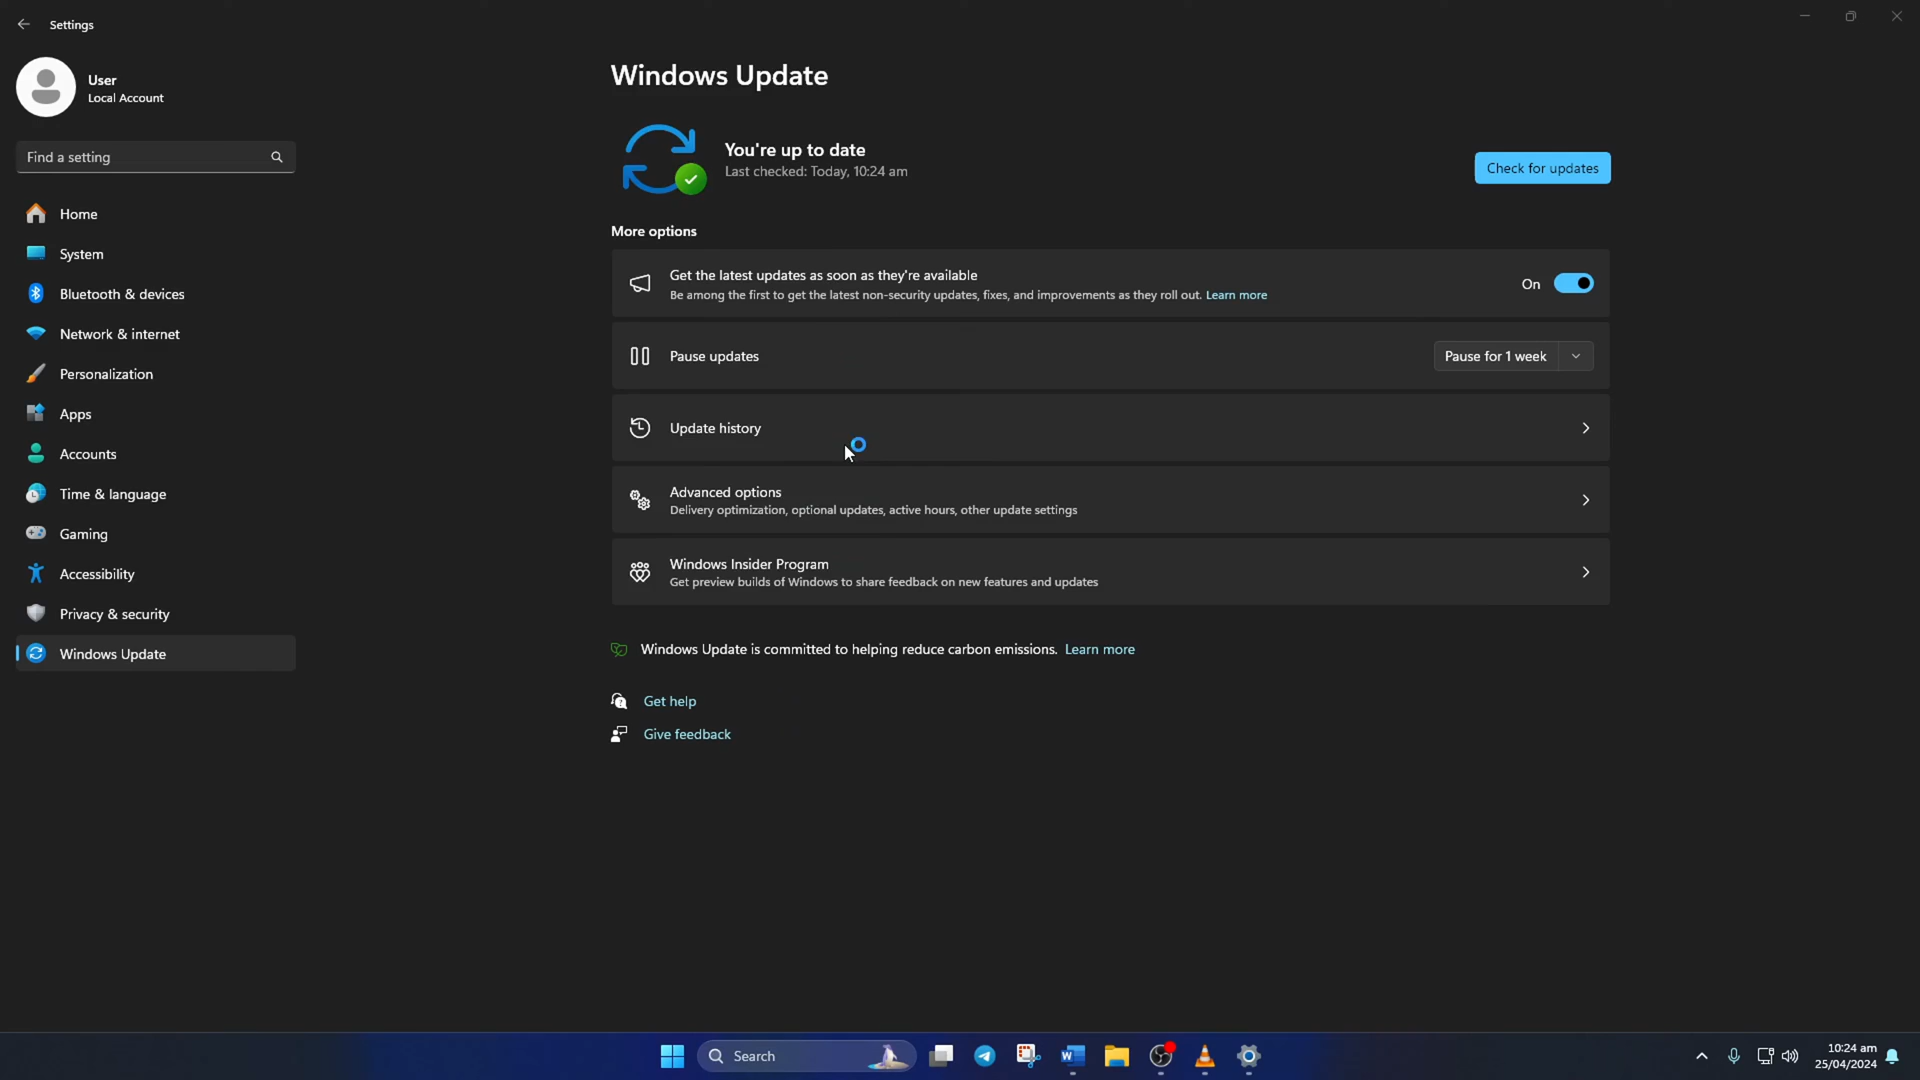 Settings
User
Local Account
Find a setting
Home
System
Bluetooth & devices
Network & internet
Personalization
Apps
Accounts
Time & language
Gaming
Accessibility
Privacy & security
Windows Update
Windows Update
You're up to date
Last checked: Today, 10:24 am
Check for updates
More options
Get the latest updates as soon as they're available
Be among the first to get the latest non-security updates, fixes, and improvements as they roll out. Learn more
On
Pause updates
Pause for 1 week
Update history
Advanced options
Delivery optimization, optional updates, active hours, other update settings
Windows Insider Program
Get preview builds of Windows to share feedback on new features and updates
Windows Update is committed to helping reduce carbon emissions. Learn more
Get help
Give feedback
Search
10:24 am
25/04/2024